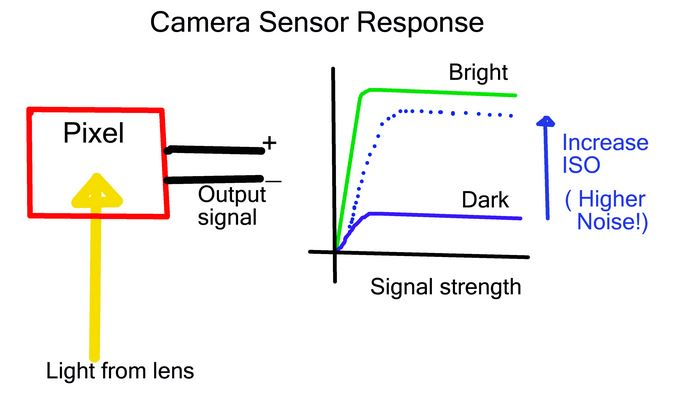 Camera Sensor Response
Pixel
+
−
Output
signal
Light from lens
Bright
Dark
Signal strength
Increase
ISO
( Higher
Noise!)